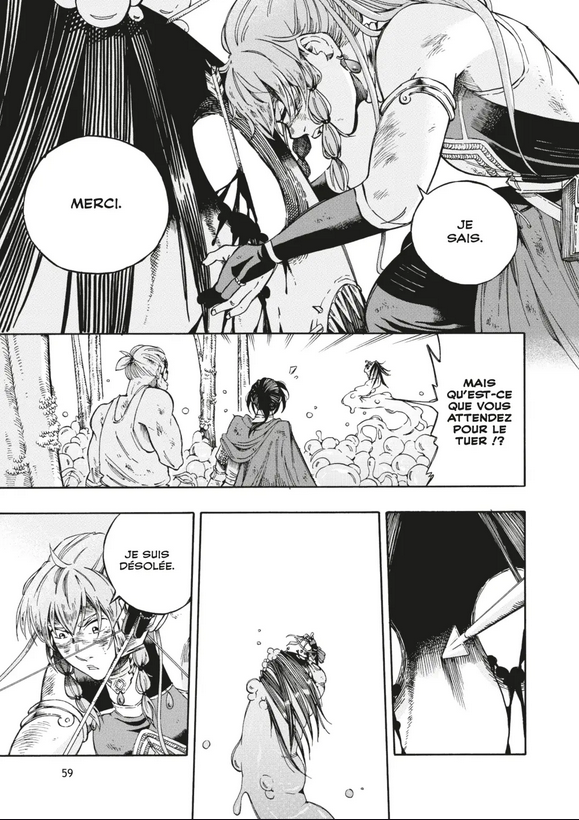 MERCI.
JE
SAIS.
MAIS
QU'EST-CE
QUE VOUS
ATTENDEZ
POUR LE
TUER !?
JE SUIS
DÉSOLÉE.
59